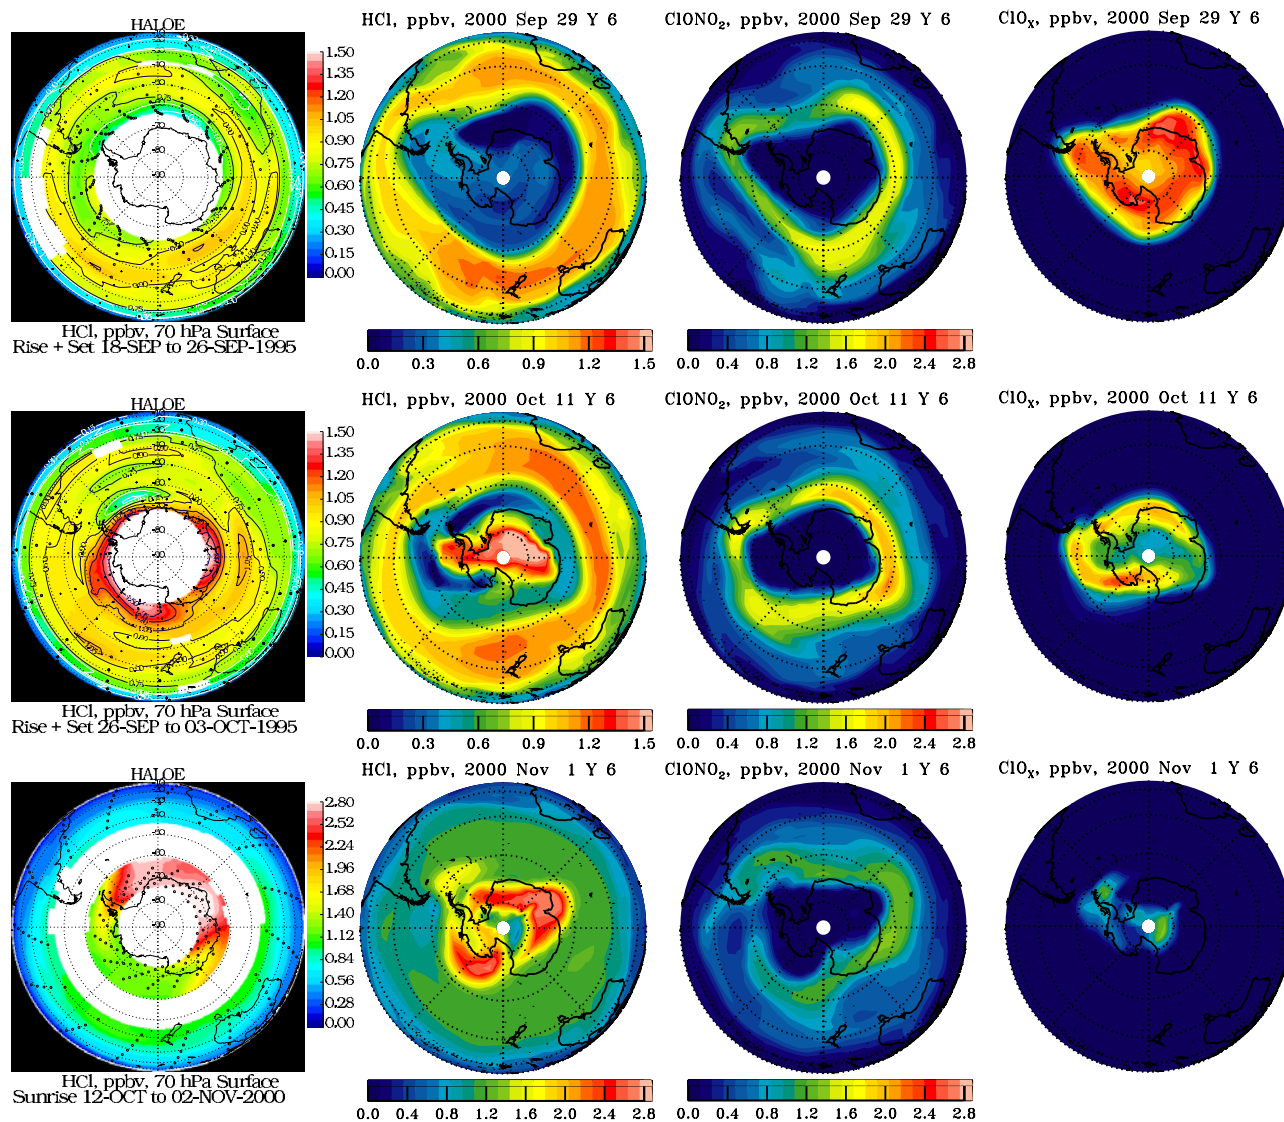 HALOE
HCl, ppbv, 2000 Sep 29 Y 6
ClONO2, ppbv, 2000 Sep 29 Y 6
ClOX, ppbv, 2000 Sep 29 Y 6
1.50
1.35
1.20
1.05
0.90
0.75
0.60
0.45
0.30
0.15
0.00
HCl, ppbv, 70 hPa Surface
Rise + Set 18-SEP to 26-SEP-1995
0.0 0.3 0.6 0.9 1.2 1.5
0.0 0.4 0.8 1.2 1.6 2.0 2.4 2.8
HALOE
HCl, ppbv, 2000 Oct 11 Y 6
ClONO2, ppbv, 2000 Oct 11 Y 6
ClOX, ppbv, 2000 Oct 11 Y 6
1.50
1.35
1.20
1.05
0.90
0.75
0.60
0.45
0.30
0.15
0.00
HCl, ppbv, 70 hPa Surface
Rise + Set 26-SEP to 03-OCT-1995
0.0 0.3 0.6 0.9 1.2 1.5
0.0 0.4 0.8 1.2 1.6 2.0 2.4 2.8
HALOE
HCl, ppbv, 2000 Nov 1 Y 6
ClONO2, ppbv, 2000 Nov 1 Y 6
ClOX, ppbv, 2000 Nov 1 Y 6
2.80
2.52
2.24
1.96
1.68
1.40
1.12
0.84
0.56
0.28
0.00
HCl, ppbv, 70 hPa Surface
Sunrise 12-OCT to 02-NOV-2000
0.0 0.4 0.8 1.2 1.6 2.0 2.4 2.8
0.0 0.4 0.8 1.2 1.6 2.0 2.4 2.8